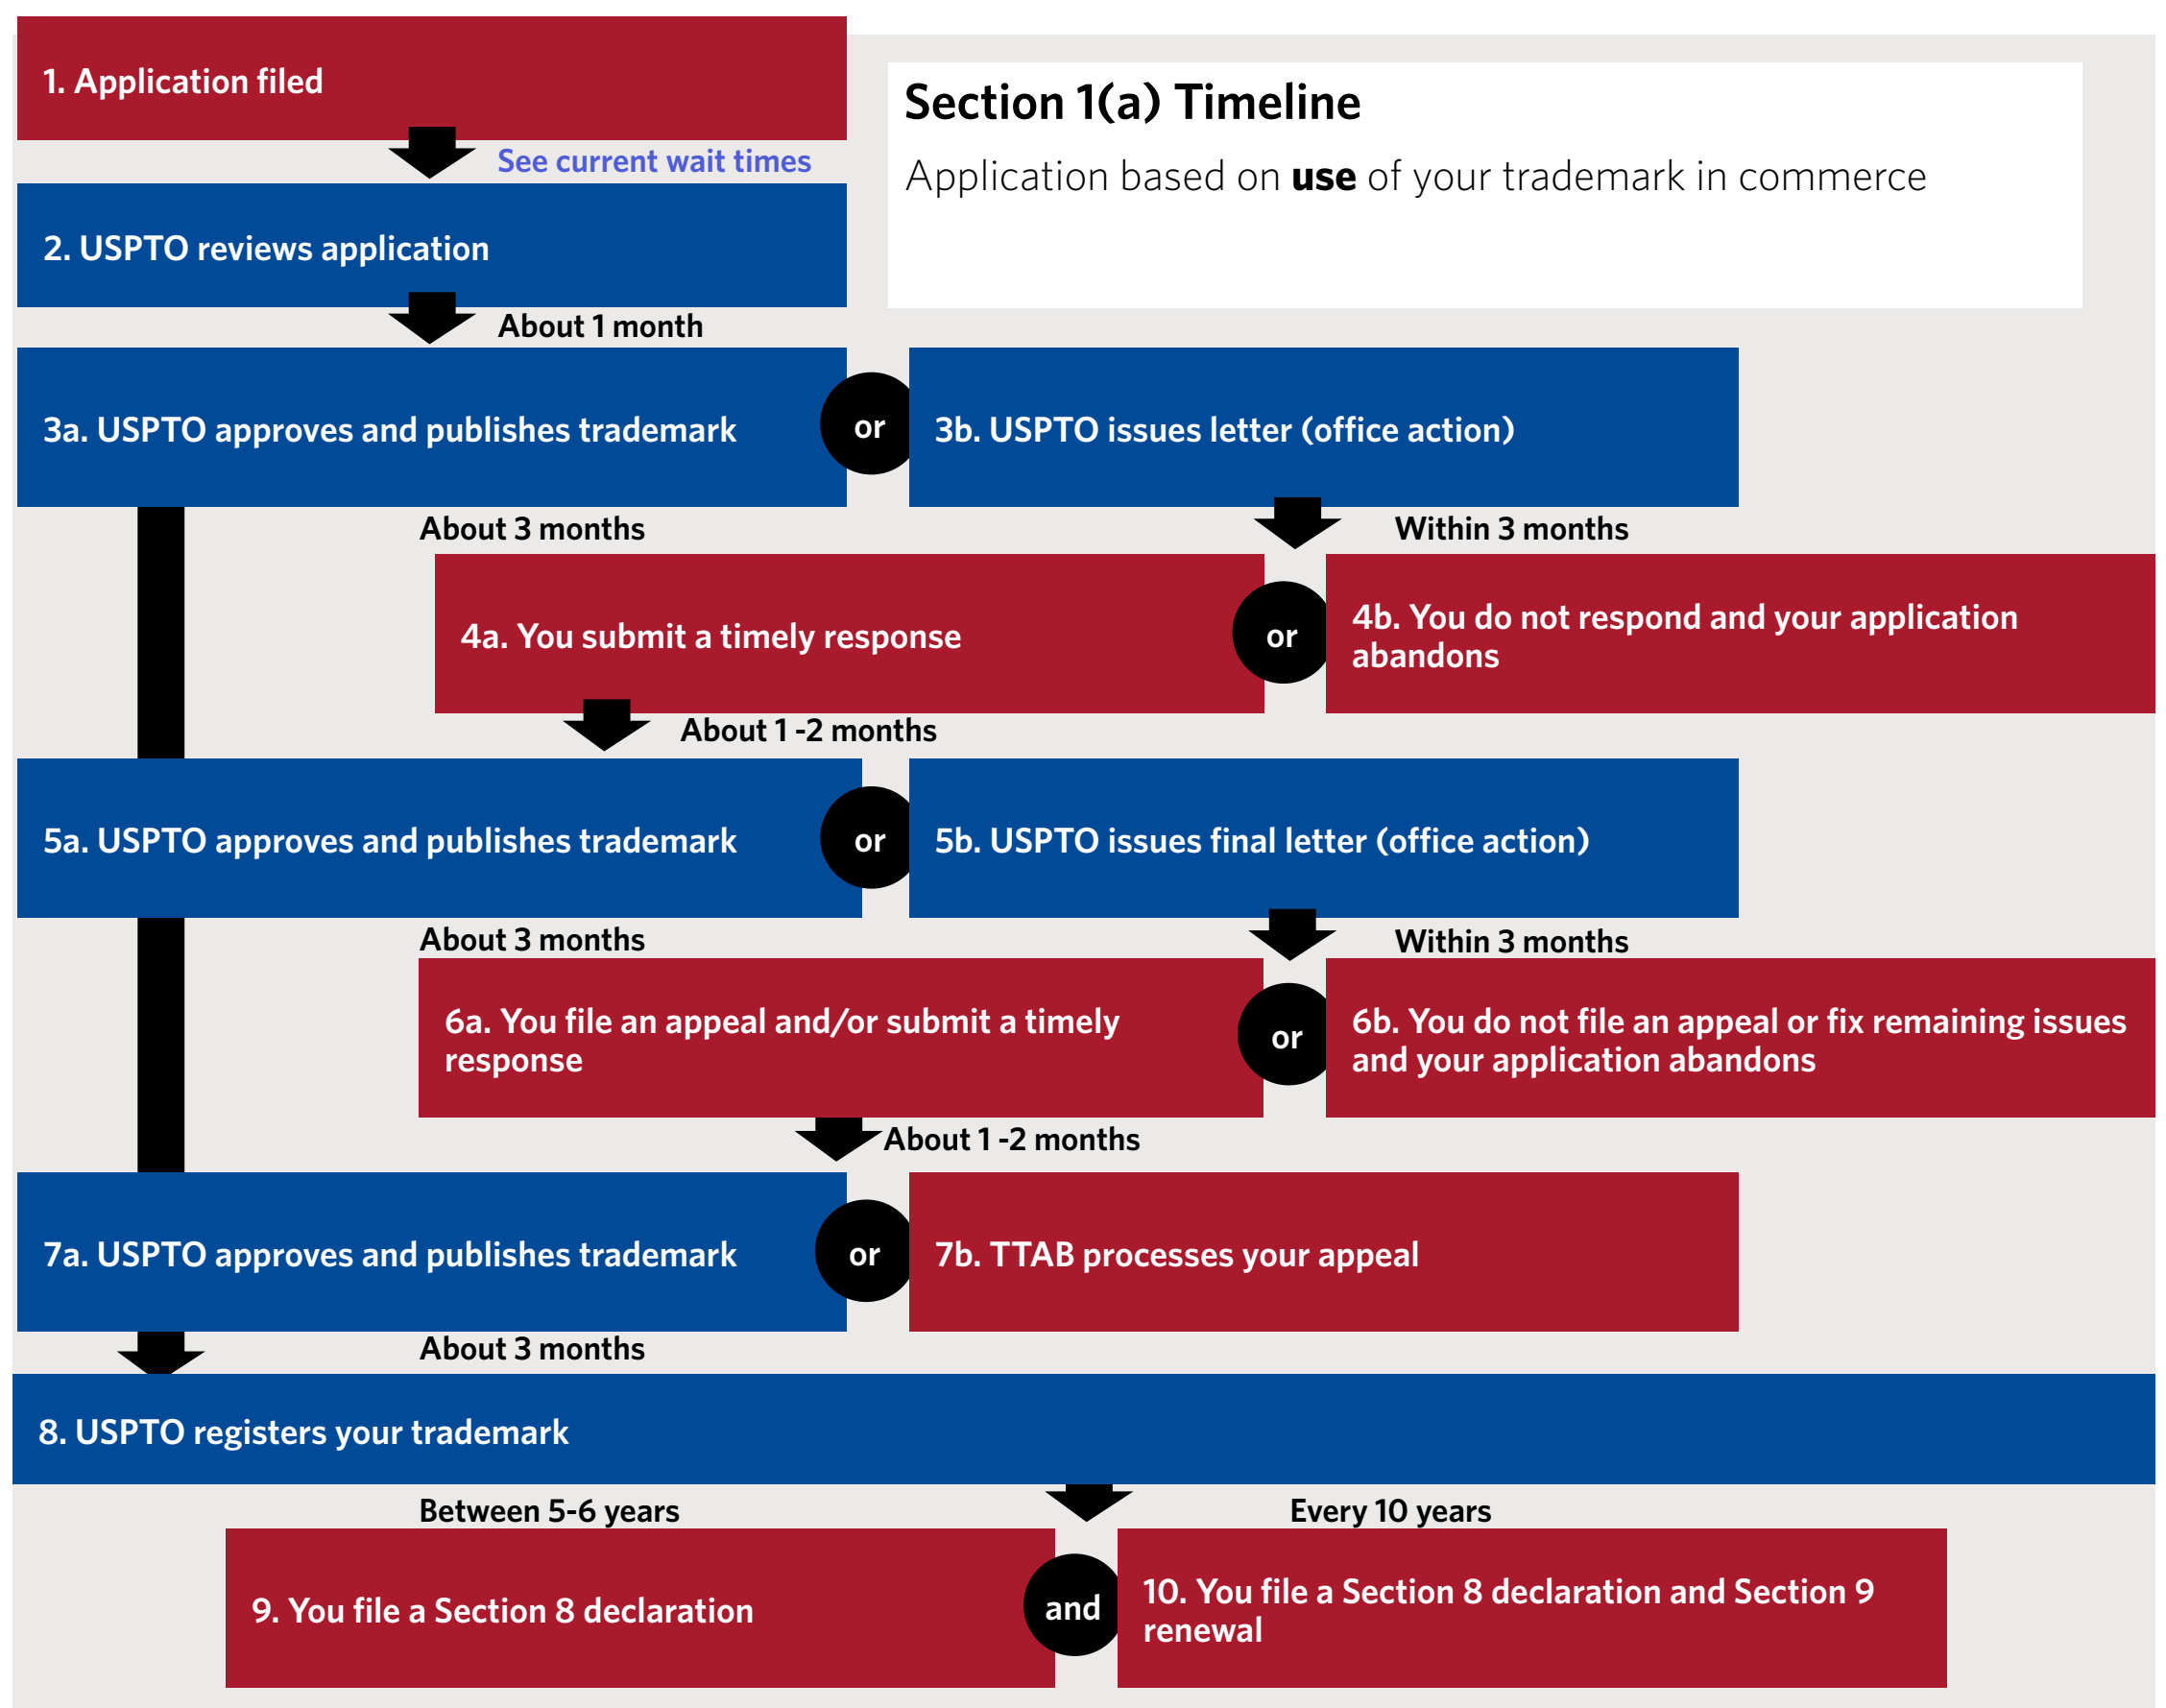 1. Application filed
Section 1(a) Timeline
Application based on use of your trademark in commerce
See current wait times
2. USPTO reviews application
About 1 month
3a. USPTO approves and publishes trademark
or
3b. USPTO issues letter (office action)
About 3 months
Within 3 months
4a. You submit a timely response
or
4b. You do not respond and your application
abandons
About 1 -2 months
5a. USPTO approves and publishes trademark
or
5b. USPTO issues final letter (office action)
About 3 months
Within 3 months
6a. You file an appeal and/or submit a timely
response
or
6b. You do not file an appeal or fix remaining issues
and your application abandons
About 1 -2 months
7a. USPTO approves and publishes trademark
or
7b. TTAB processes your appeal
About 3 months
8. USPTO registers your trademark
Between 5-6 years
Every 10 years
9. You file a Section 8 declaration
and
10. You file a Section 8 declaration and Section 9
renewal